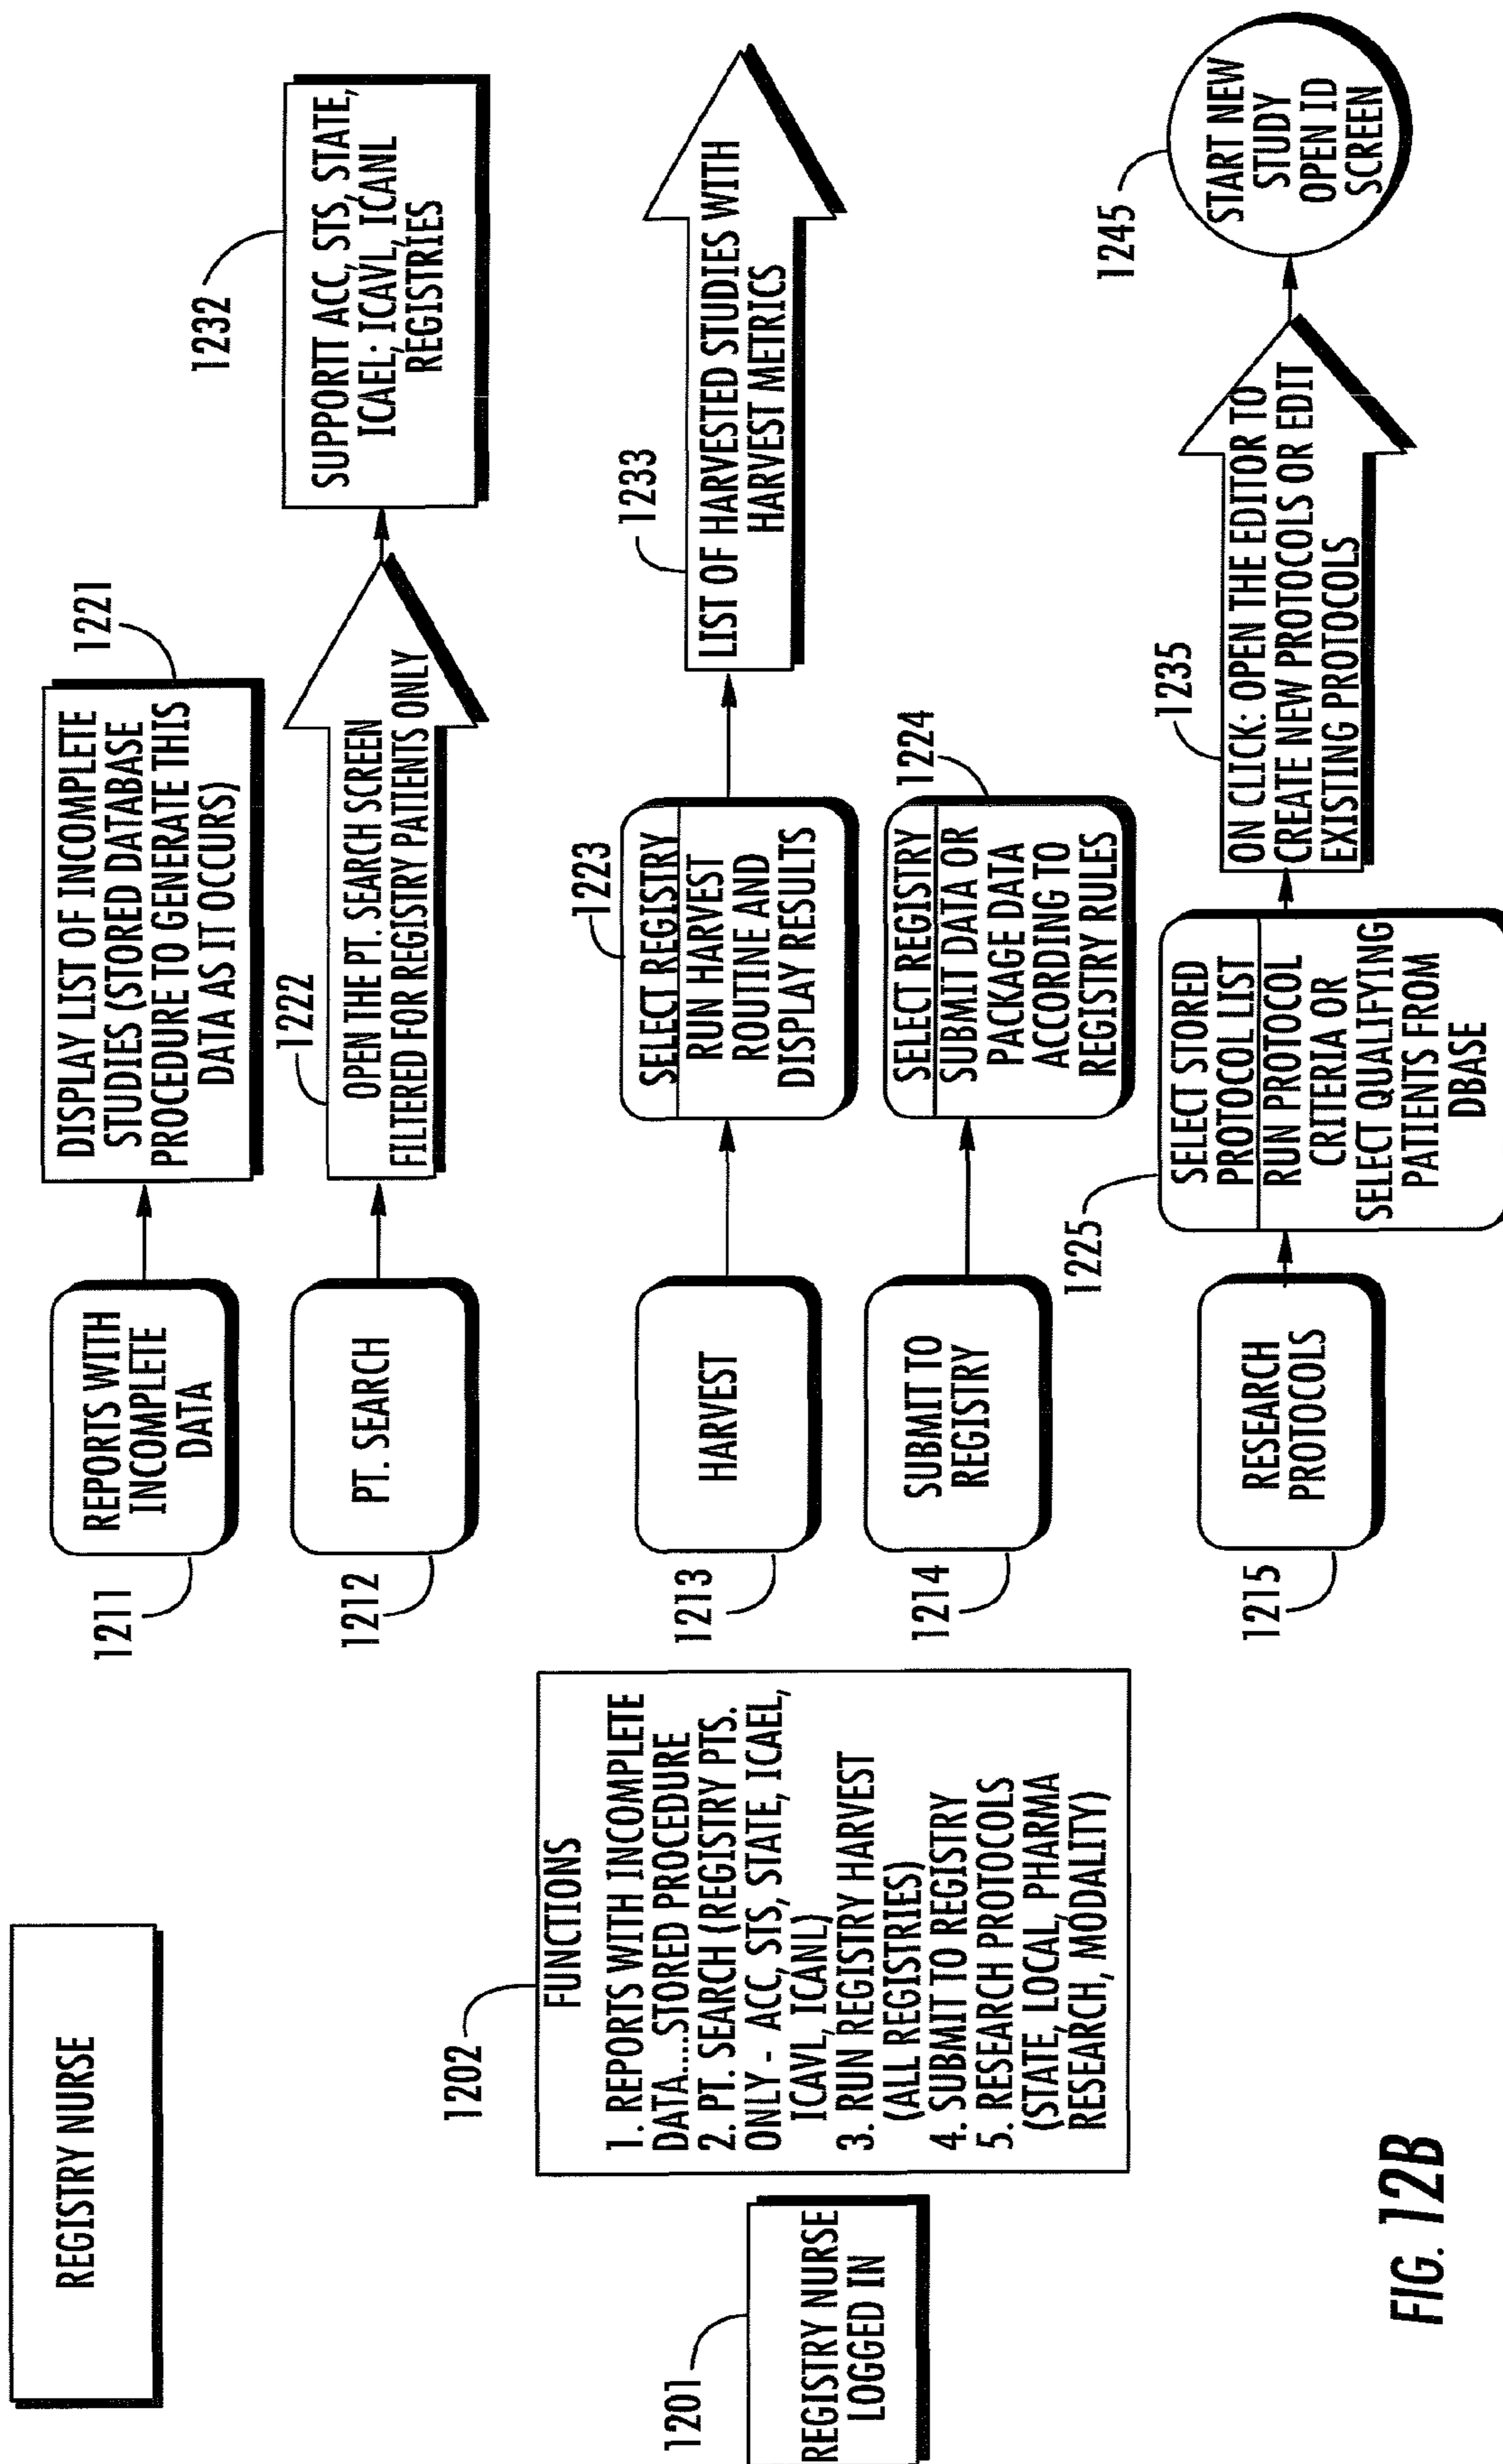 REGISTRY NURSE
1201
REGISTRY NURSE
LOGGED IN
1202
FUNCTIONS
1. REPORTS WITH INCOMPLETE
DATA....STORED PROCEDURE
2. PT. SEARCH (REGISTRY PTS.
ONLY - ACC, STS, STATE, ICAEL,
ICAVL, ICANL)
3. RUN REGISTRY HARVEST
(ALL REGISTRIES)
4. SUBMIT TO REGISTRY
5. RESEARCH PROTOCOLS
(STATE, LOCAL, PHARMA
RESEARCH, MODALITY)
1211
REPORTS WITH
INCOMPLETE
DATA
1221
DISPLAY LIST OF INCOMPLETE
STUDIES (STORED DATABASE
PROCEDURE TO GENERATE THIS
DATA AS IT OCCURS)
1212
PT. SEARCH
1222
OPEN THE PT. SEARCH SCREEN
FILTERED FOR REGISTRY PATIENTS ONLY
1232
SUPPORTT ACC, STS, STATE,
ICAEL; ICAVL, ICANL
REGISTRIES
1213
HARVEST
1223
SELECT REGISTRY
RUN HARVEST
ROUTINE AND
DISPLAY RESULTS
1233
LIST OF HARVESTED STUDIES WITH
HARVEST METRICS
1214
SUBMIT TO
REGISTRY
1224
SELECT REGISTRY
SUBMIT DATA OR
PACKAGE DATA
ACCORDING TO
REGISTRY RULES
1215
RESEARCH
PROTOCOLS
1225
SELECT STORED
PROTOCOL LIST
RUN PROTOCOL
CRITERIA OR
SELECT QUALIFYING
PATIENTS FROM
DBASE
1235
ON CLICK: OPEN THE EDITOR TO
CREATE NEW PROTOCOLS OR EDIT
EXISTING PROTOCOLS
1245
START NEW
STUDY
OPEN ID
SCREEN
FIG. 12B